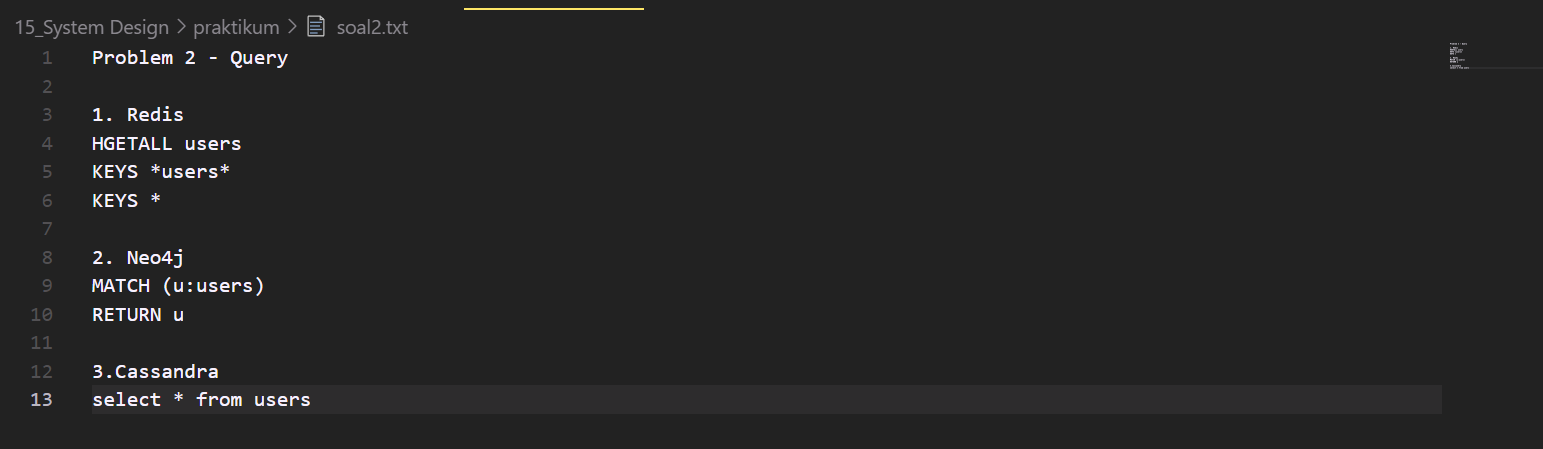 15_System Design > praktikum > soal2.txt
1 Problem 2 - Query
2
3 1. Redis
4 HGETALL users
5 KEYS *users*
6 KEYS *
7
8 2. Neo4j
9 MATCH (u:users)
10 RETURN u
11
12 3.Cassandra
13 select * from users